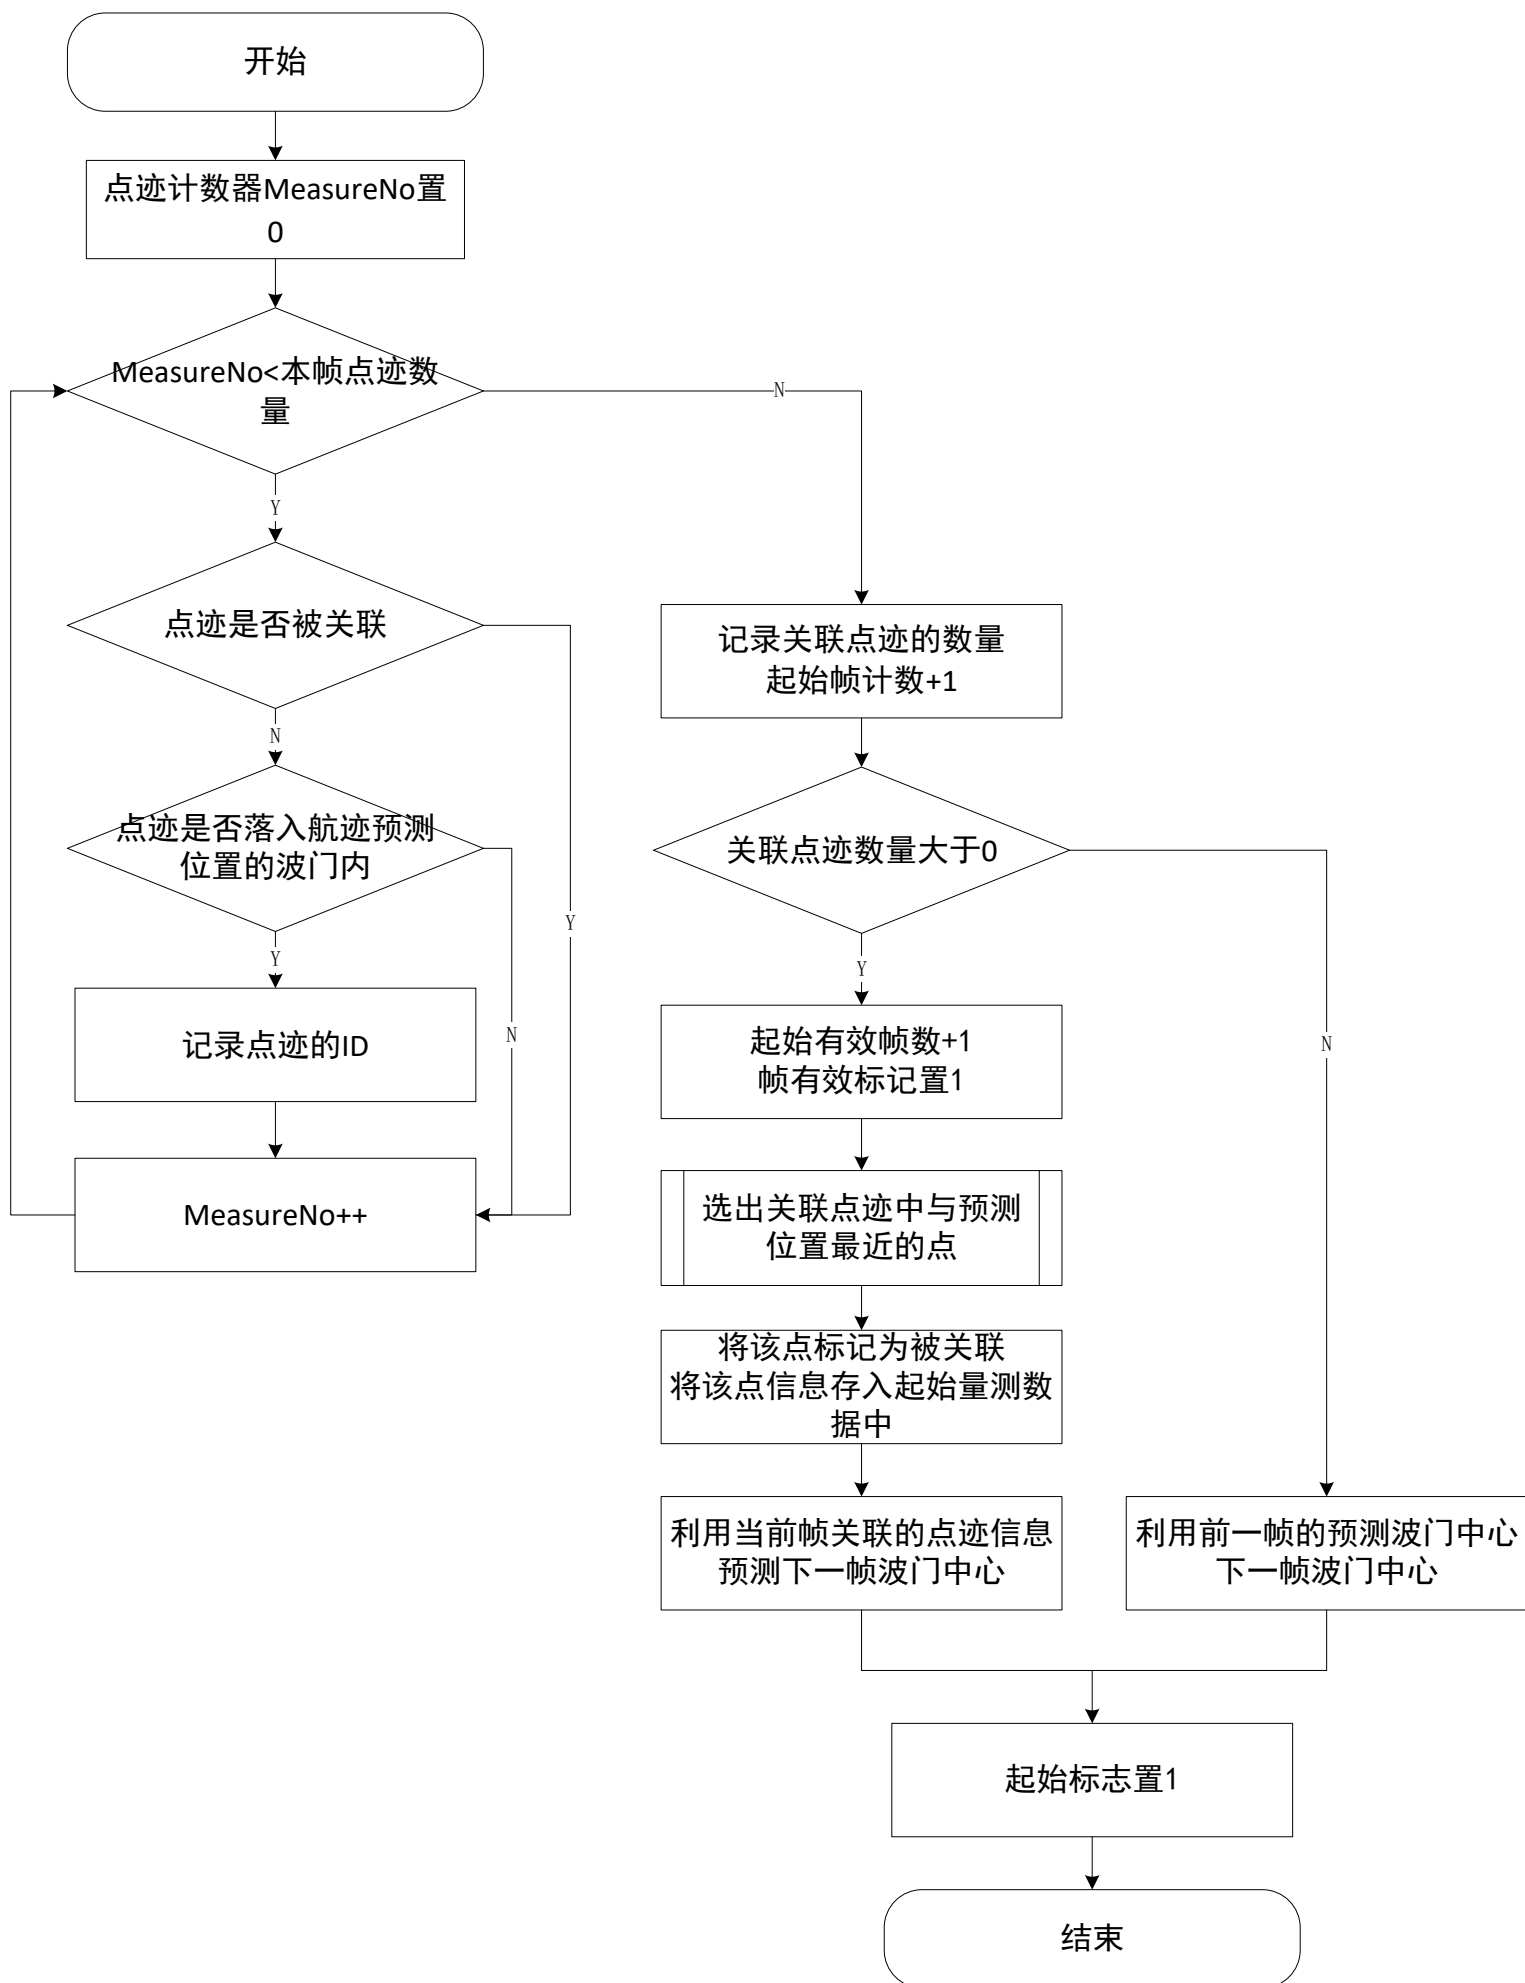 开始
点迹计数器MeasureNo置
0
MeasureNo<本帧点迹数
量
N
Y
点迹是否被关联
N
点迹是否落入航迹预测
位置的波门内
Y
Y
N
记录点迹的ID
MeasureNo++
记录关联点迹的数量
起始帧计数+1
关联点迹数量大于0
Y
N
起始有效帧数+1
帧有效标记置1
选出关联点迹中与预测
位置最近的点
将该点标记为被关联
将该点信息存入起始量测数
据中
利用当前帧关联的点迹信息
预测下一帧波门中心
利用前一帧的预测波门中心
下一帧波门中心
起始标志置1
结束